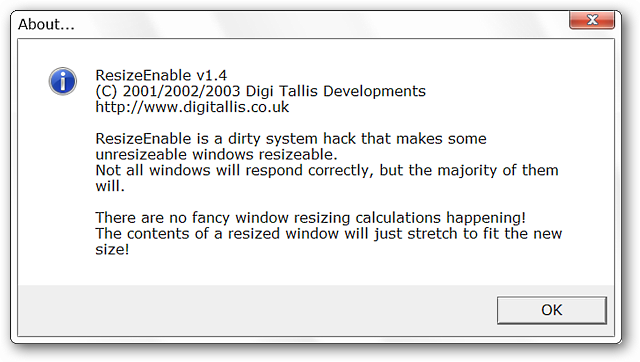 About...
ResizeEnable v1.4
(C) 2001/2002/2003 Digi Tallis Developments
http://www.digitallis.co.uk
ResizeEnable is a dirty system hack that makes some
unresizeable windows resizeable.
Not all windows will respond correctly, but the majority of them
will.
There are no fancy window resizing calculations happening!
The contents of a resized window will just stretch to fit the new
size!
OK